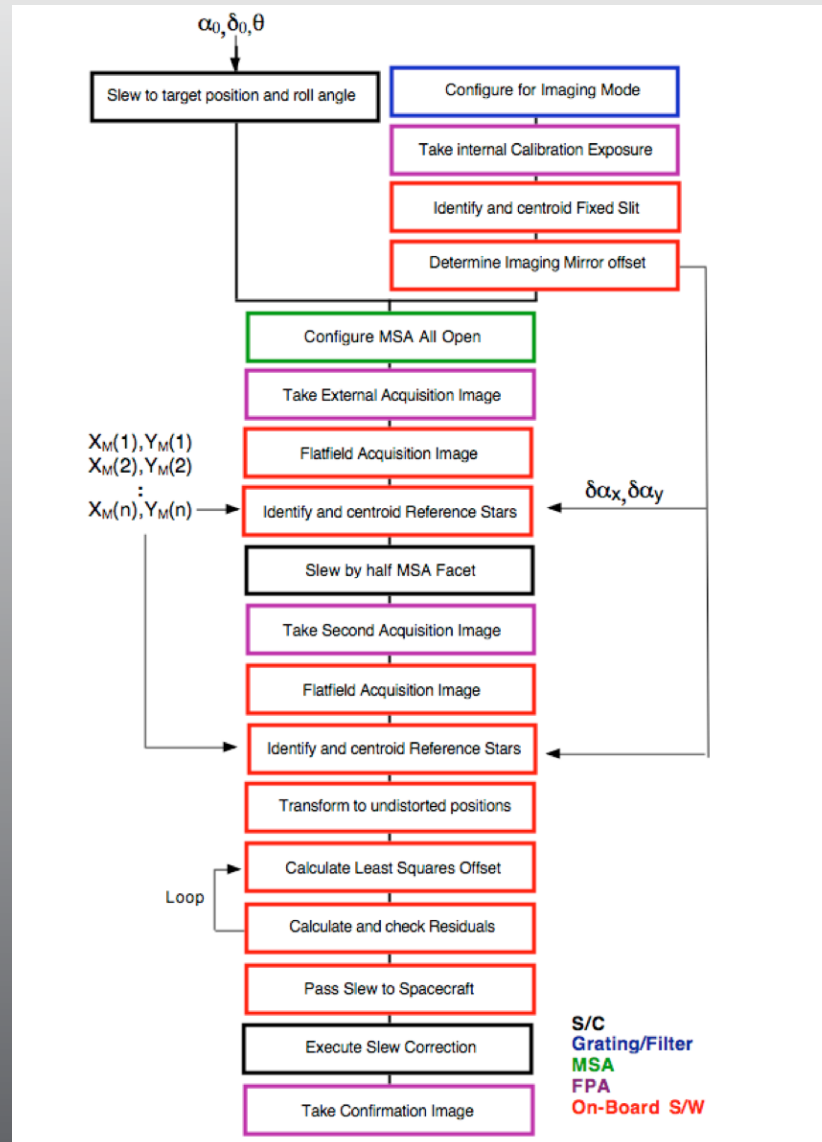 α₀,δ₀,θ
Slew to target position and roll angle
Configure for Imaging Mode
Take internal Calibration Exposure
Identify and centroid Fixed Slit
Determine Imaging Mirror offset
Configure MSA All Open
Take External Acquisition Image
Flatfield Acquisition Image
X_M(1),Y_M(1)
X_M(2),Y_M(2)
:
X_M(n),Y_M(n)
Identify and centroid Reference Stars
δα_x,δα_y
Slew by half MSA Facet
Take Second Acquisition Image
Flatfield Acquisition Image
Identify and centroid Reference Stars
Transform to undistorted positions
Calculate Least Squares Offset
Loop
Calculate and check Residuals
Pass Slew to Spacecraft
Execute Slew Correction
Take Confirmation Image
S/C
Grating/Filter
MSA
FPA
On-Board S/W